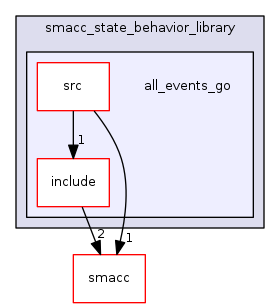 smacc_state_behavior_library
src
all_events_go
1
include
2
1
smacc